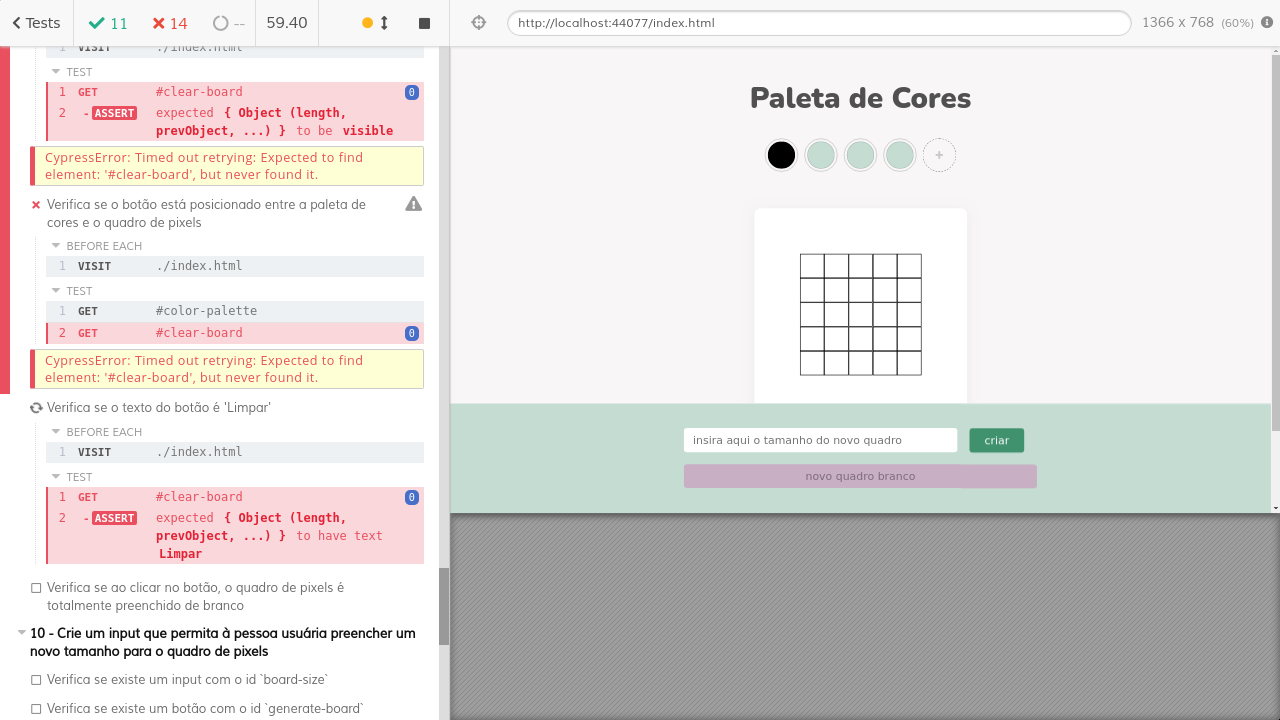 Tests
11
14
--
59.40
http://localhost:44077/index.html
1366 x 768 (60%)
1 VISIT ./index.html
TEST
1 GET #clear-board 0
2 - ASSERT expected { Object (length,
prevObject, ...) } to be visible
CypressError: Timed out retrying: Expected to find
element: '#clear-board', but never found it.
Verifica se o botão está posicionado entre a paleta de
cores e o quadro de pixels
BEFORE EACH
1 VISIT ./index.html
TEST
1 GET #color-palette
2 GET #clear-board 0
CypressError: Timed out retrying: Expected to find
element: '#clear-board', but never found it.
Verifica se o texto do botão é 'Limpar'
BEFORE EACH
1 VISIT ./index.html
TEST
1 GET #clear-board 0
2 - ASSERT expected { Object (length,
prevObject, ...) } to have text
Limpar
Verifica se ao clicar no botão, o quadro de pixels é
totalmente preenchido de branco
10 - Crie um input que permita à pessoa usuária preencher um
novo tamanho para o quadro de pixels
Verifica se existe um input com o id `board-size`
Verifica se existe um botão com o id `generate-board`
Paleta de Cores
+
insira aqui o tamanho do novo quadro
criar
novo quadro branco